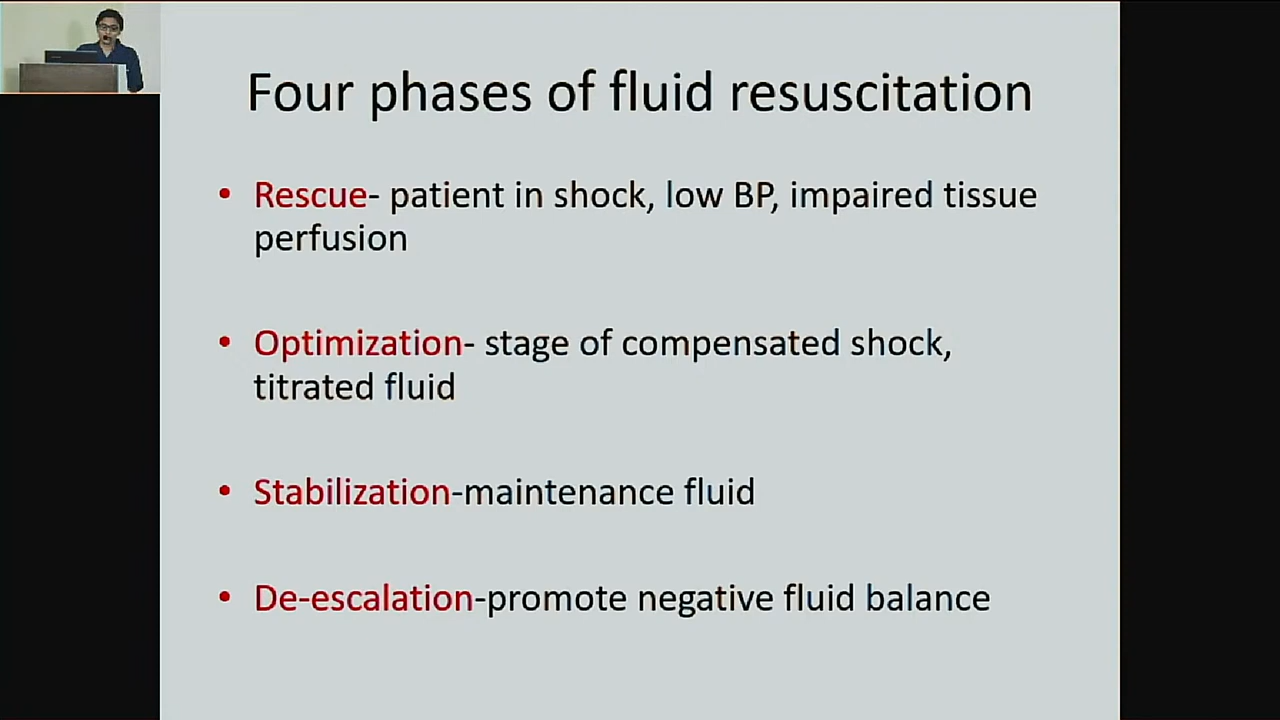 Four phases of fluid resuscitation
• Rescue- patient in shock, low BP, impaired tissue
perfusion
• Optimization- stage of compensated shock,
titrated fluid
• Stabilization-maintenance fluid
• De-escalation-promote negative fluid balance